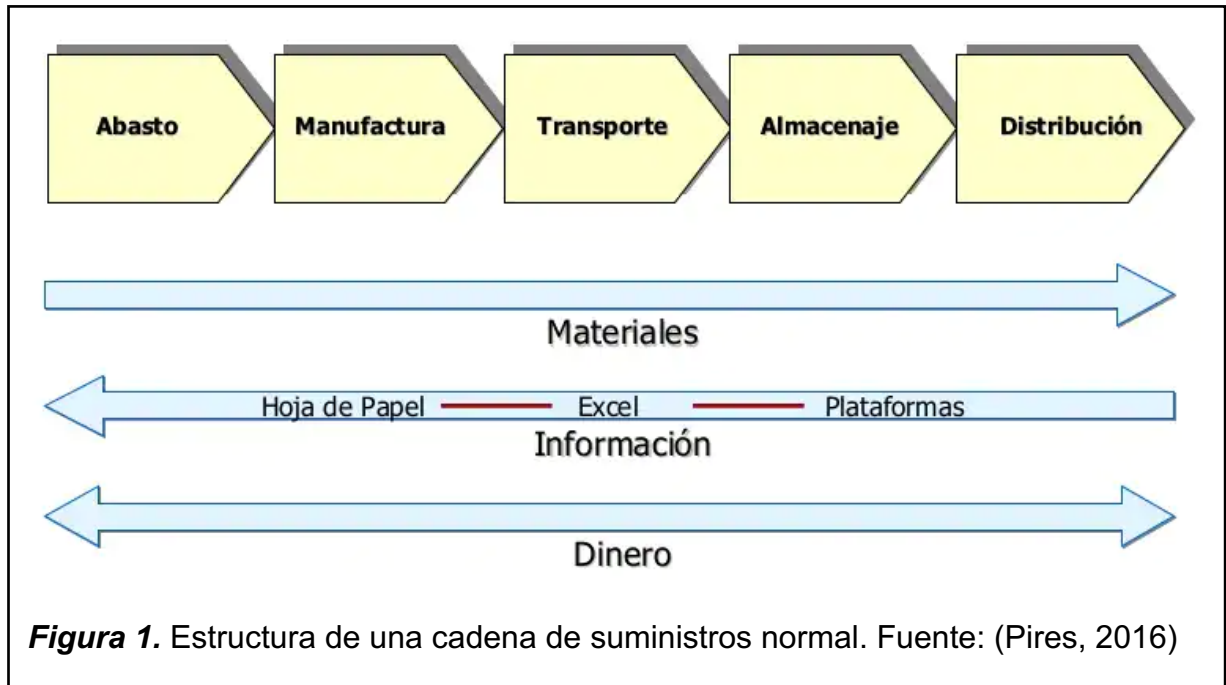 Abasto
Manufactura
Transporte
Almacenaje
Distribución
Materiales
Hoja de Papel
Excel
Plataformas
Información
Dinero
Figura 1. Estructura de una cadena de suministros normal. Fuente: (Pires, 2016)